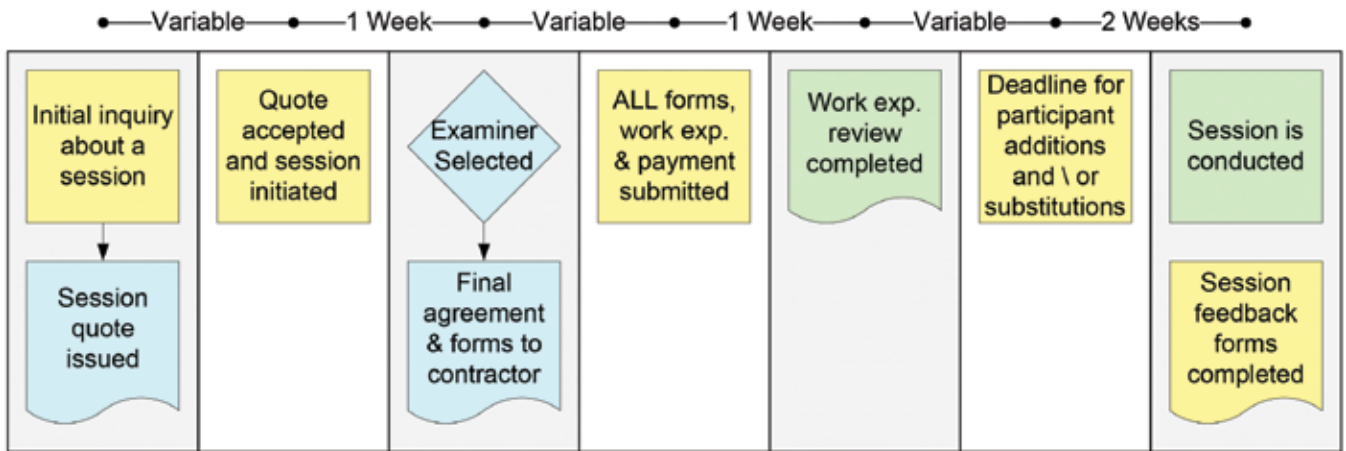 Variable 1 Week Variable 1 Week Variable 2 Weeks
Initial inquiry
about a
session
Session
quote
issued
Quote
accepted
and session
initiated
Examiner
Selected
Final
agreement
& forms to
contractor
ALL forms,
work exp.
& payment
submitted
Work exp.
review
completed
Deadline for
participant
additions
and \ or
substitutions
Session is
conducted
Session
feedback
forms
completed